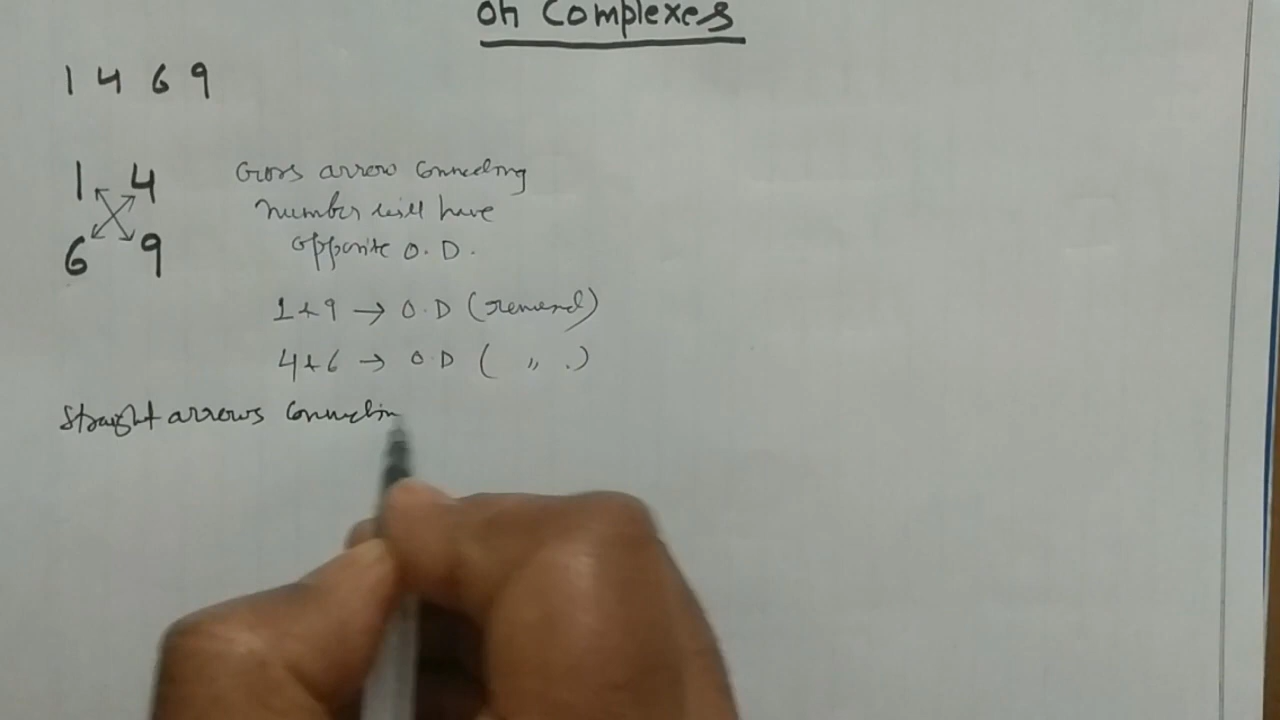 on Complexes
1 4 6 9
1 4
6 9
Cross arrow Connecting
number will have
opposite O.D.
1 & 9 → O.D (reversed)
4 & 6 → O.D ( ,, .)
Straight arrows Connectin